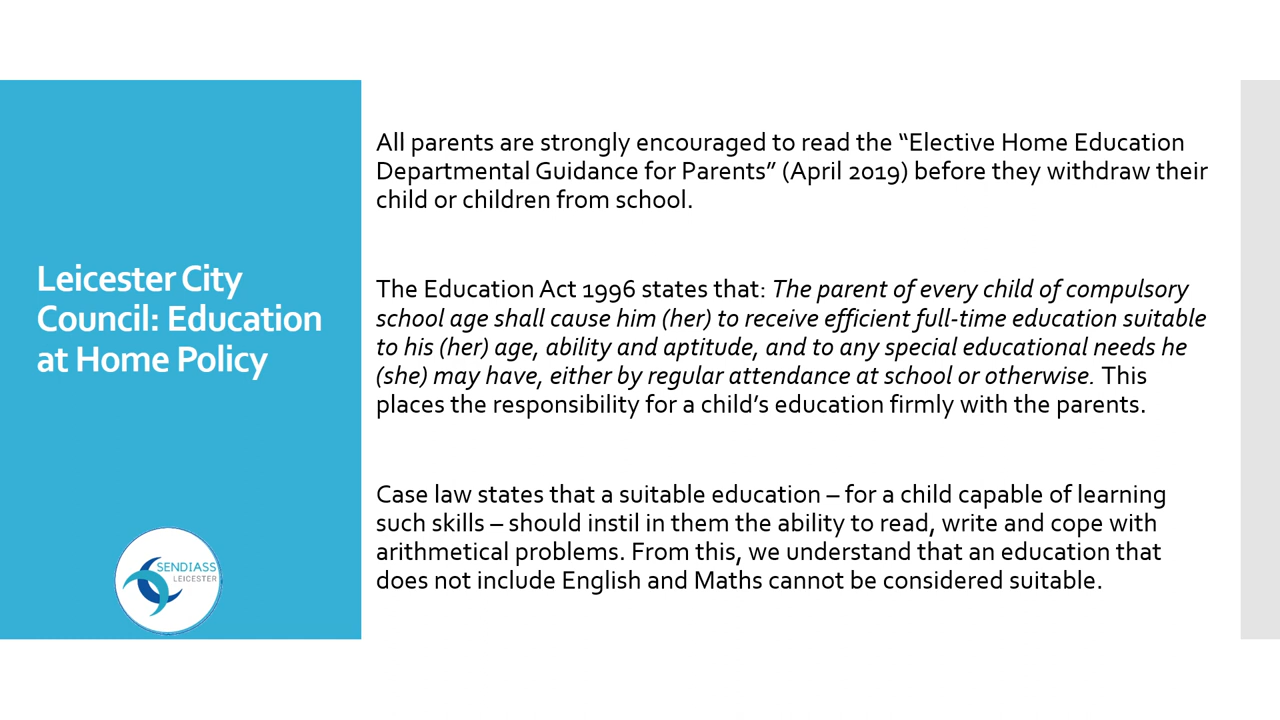 Leicester City
Council: Education
at Home Policy
SENDIASS
LEICESTER
All parents are strongly encouraged to read the “Elective Home Education
Departmental Guidance for Parents” (April 2019) before they withdraw their
child or children from school.
The Education Act 1996 states that: The parent of every child of compulsory
school age shall cause him (her) to receive efficient full-time education suitable
to his (her) age, ability and aptitude, and to any special educational needs he
(she) may have, either by regular attendance at school or otherwise. This
places the responsibility for a child’s education firmly with the parents.
Case law states that a suitable education – for a child capable of learning
such skills – should instil in them the ability to read, write and cope with
arithmetical problems. From this, we understand that an education that
does not include English and Maths cannot be considered suitable.